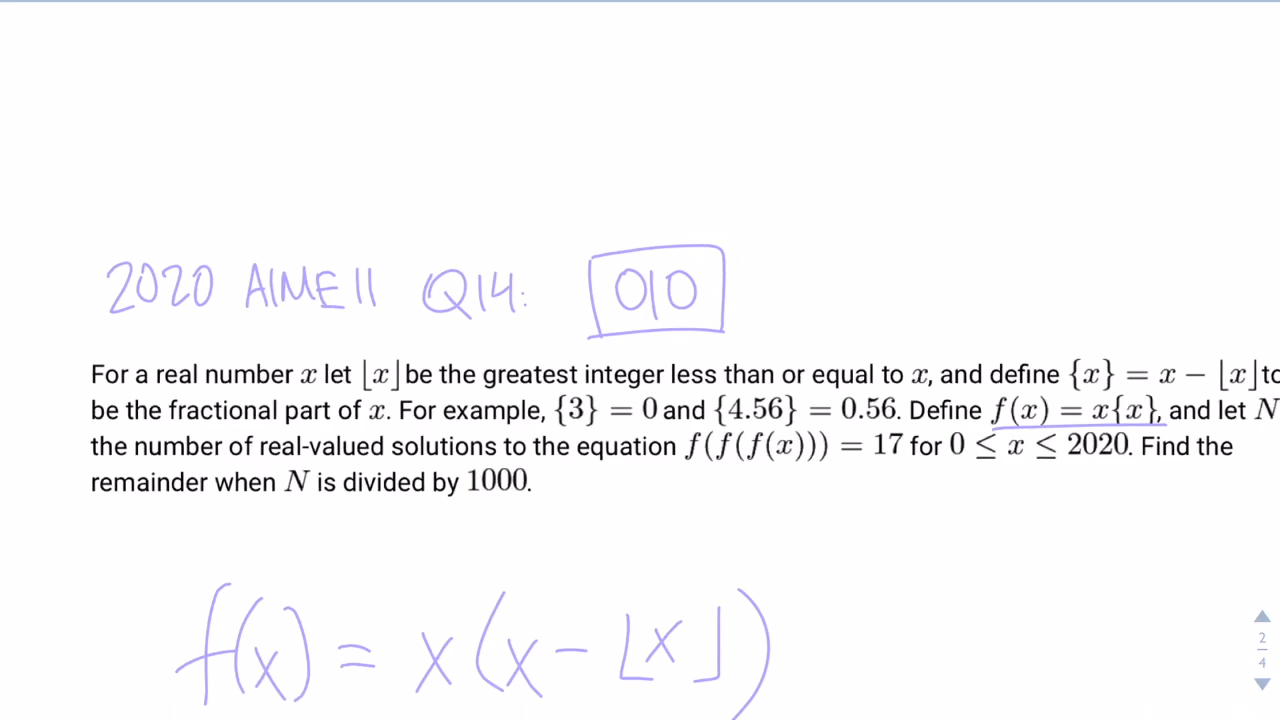 2020 AIME II Q14: 010
For a real number x let ⌊x⌋ be the greatest integer less than or equal to x, and define {x} = x − ⌊x⌋ to
be the fractional part of x. For example, {3} = 0 and {4.56} = 0.56. Define f(x) = x{x}, and let N
the number of real-valued solutions to the equation f(f(f(x))) = 17 for 0 ≤ x ≤ 2020. Find the
remainder when N is divided by 1000.
f(x) = x(x − ⌊x⌋)
2
4